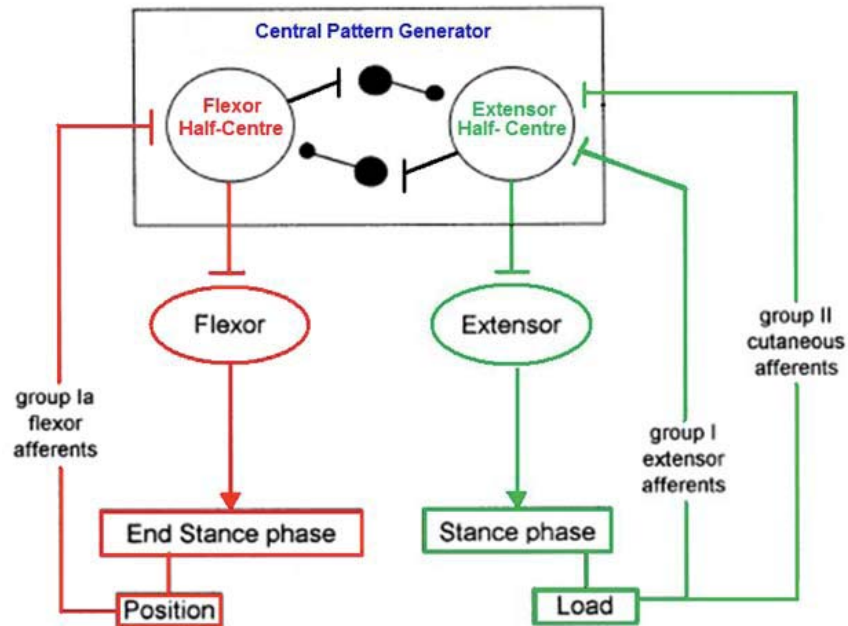 Central Pattern Generator
Flexor
Half-Centre
Extensor
Half- Centre
Flexor
Extensor
group Ia
flexor
afferents
group II
cutaneous
afferents
group I
extensor
afferents
End Stance phase
Stance phase
Position
Load